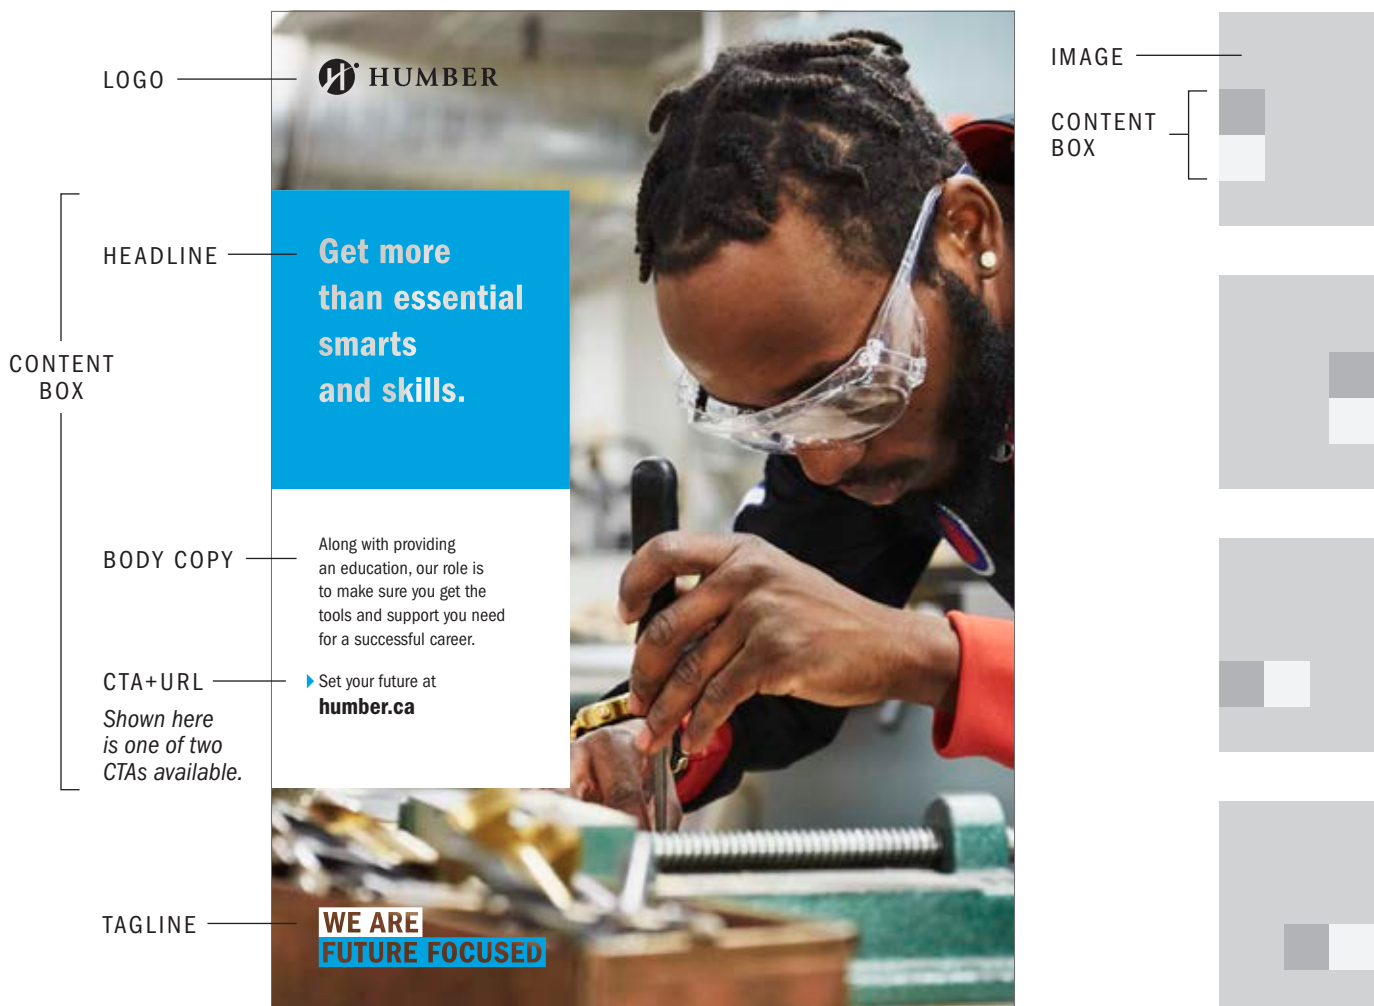 LOGO
HUMBER
HEADLINE
Get more
than essential
smarts
and skills.
CONTENT
BOX
BODY COPY
Along with providing
an education, our role is
to make sure you get the
tools and support you need
for a successful career.
CTA+URL
Shown here
is one of two
CTAs available.
Set your future at
humber.ca
TAGLINE
WE ARE
FUTURE FOCUSED
IMAGE
CONTENT
BOX